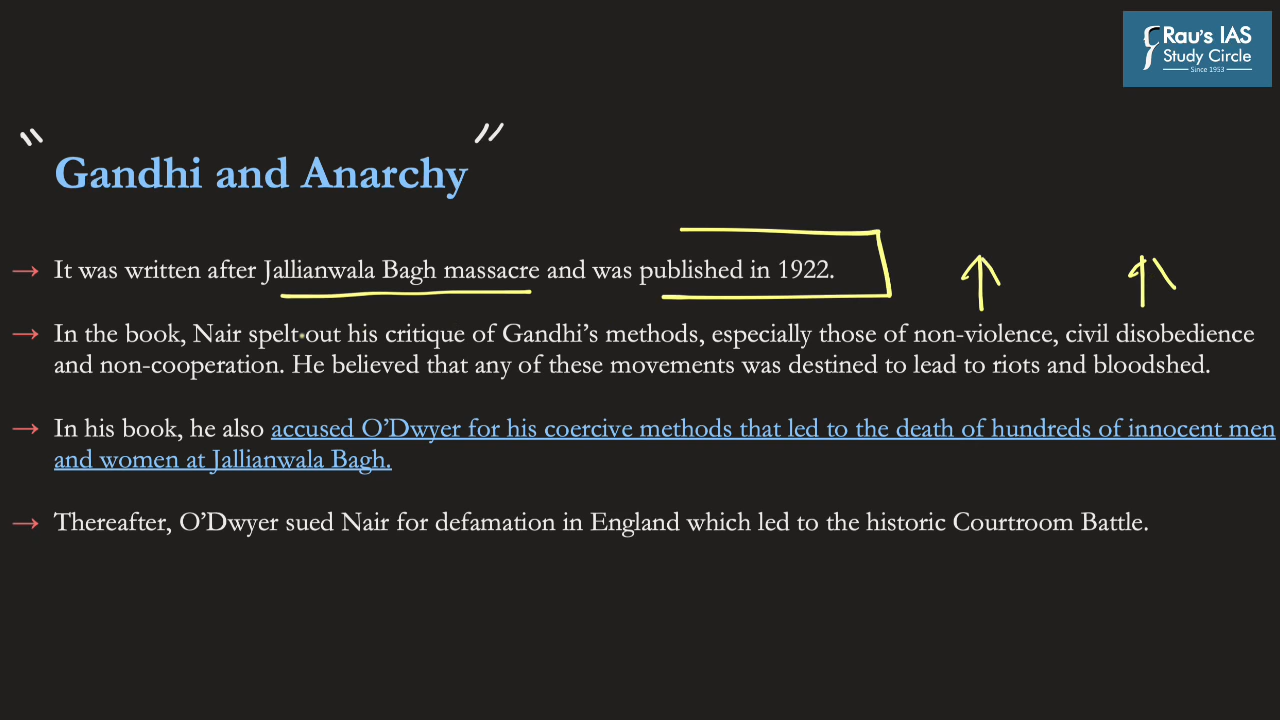 Rau's IAS
Study Circle
Since 1953
" Gandhi and Anarchy "
→ It was written after Jallianwala Bagh massacre and was published in 1922.
→ In the book, Nair spelt out his critique of Gandhi’s methods, especially those of non-violence, civil disobedience
and non-cooperation. He believed that any of these movements was destined to lead to riots and bloodshed.
→ In his book, he also accused O’Dwyer for his coercive methods that led to the death of hundreds of innocent men
and women at Jallianwala Bagh.
→ Thereafter, O’Dwyer sued Nair for defamation in England which led to the historic Courtroom Battle.